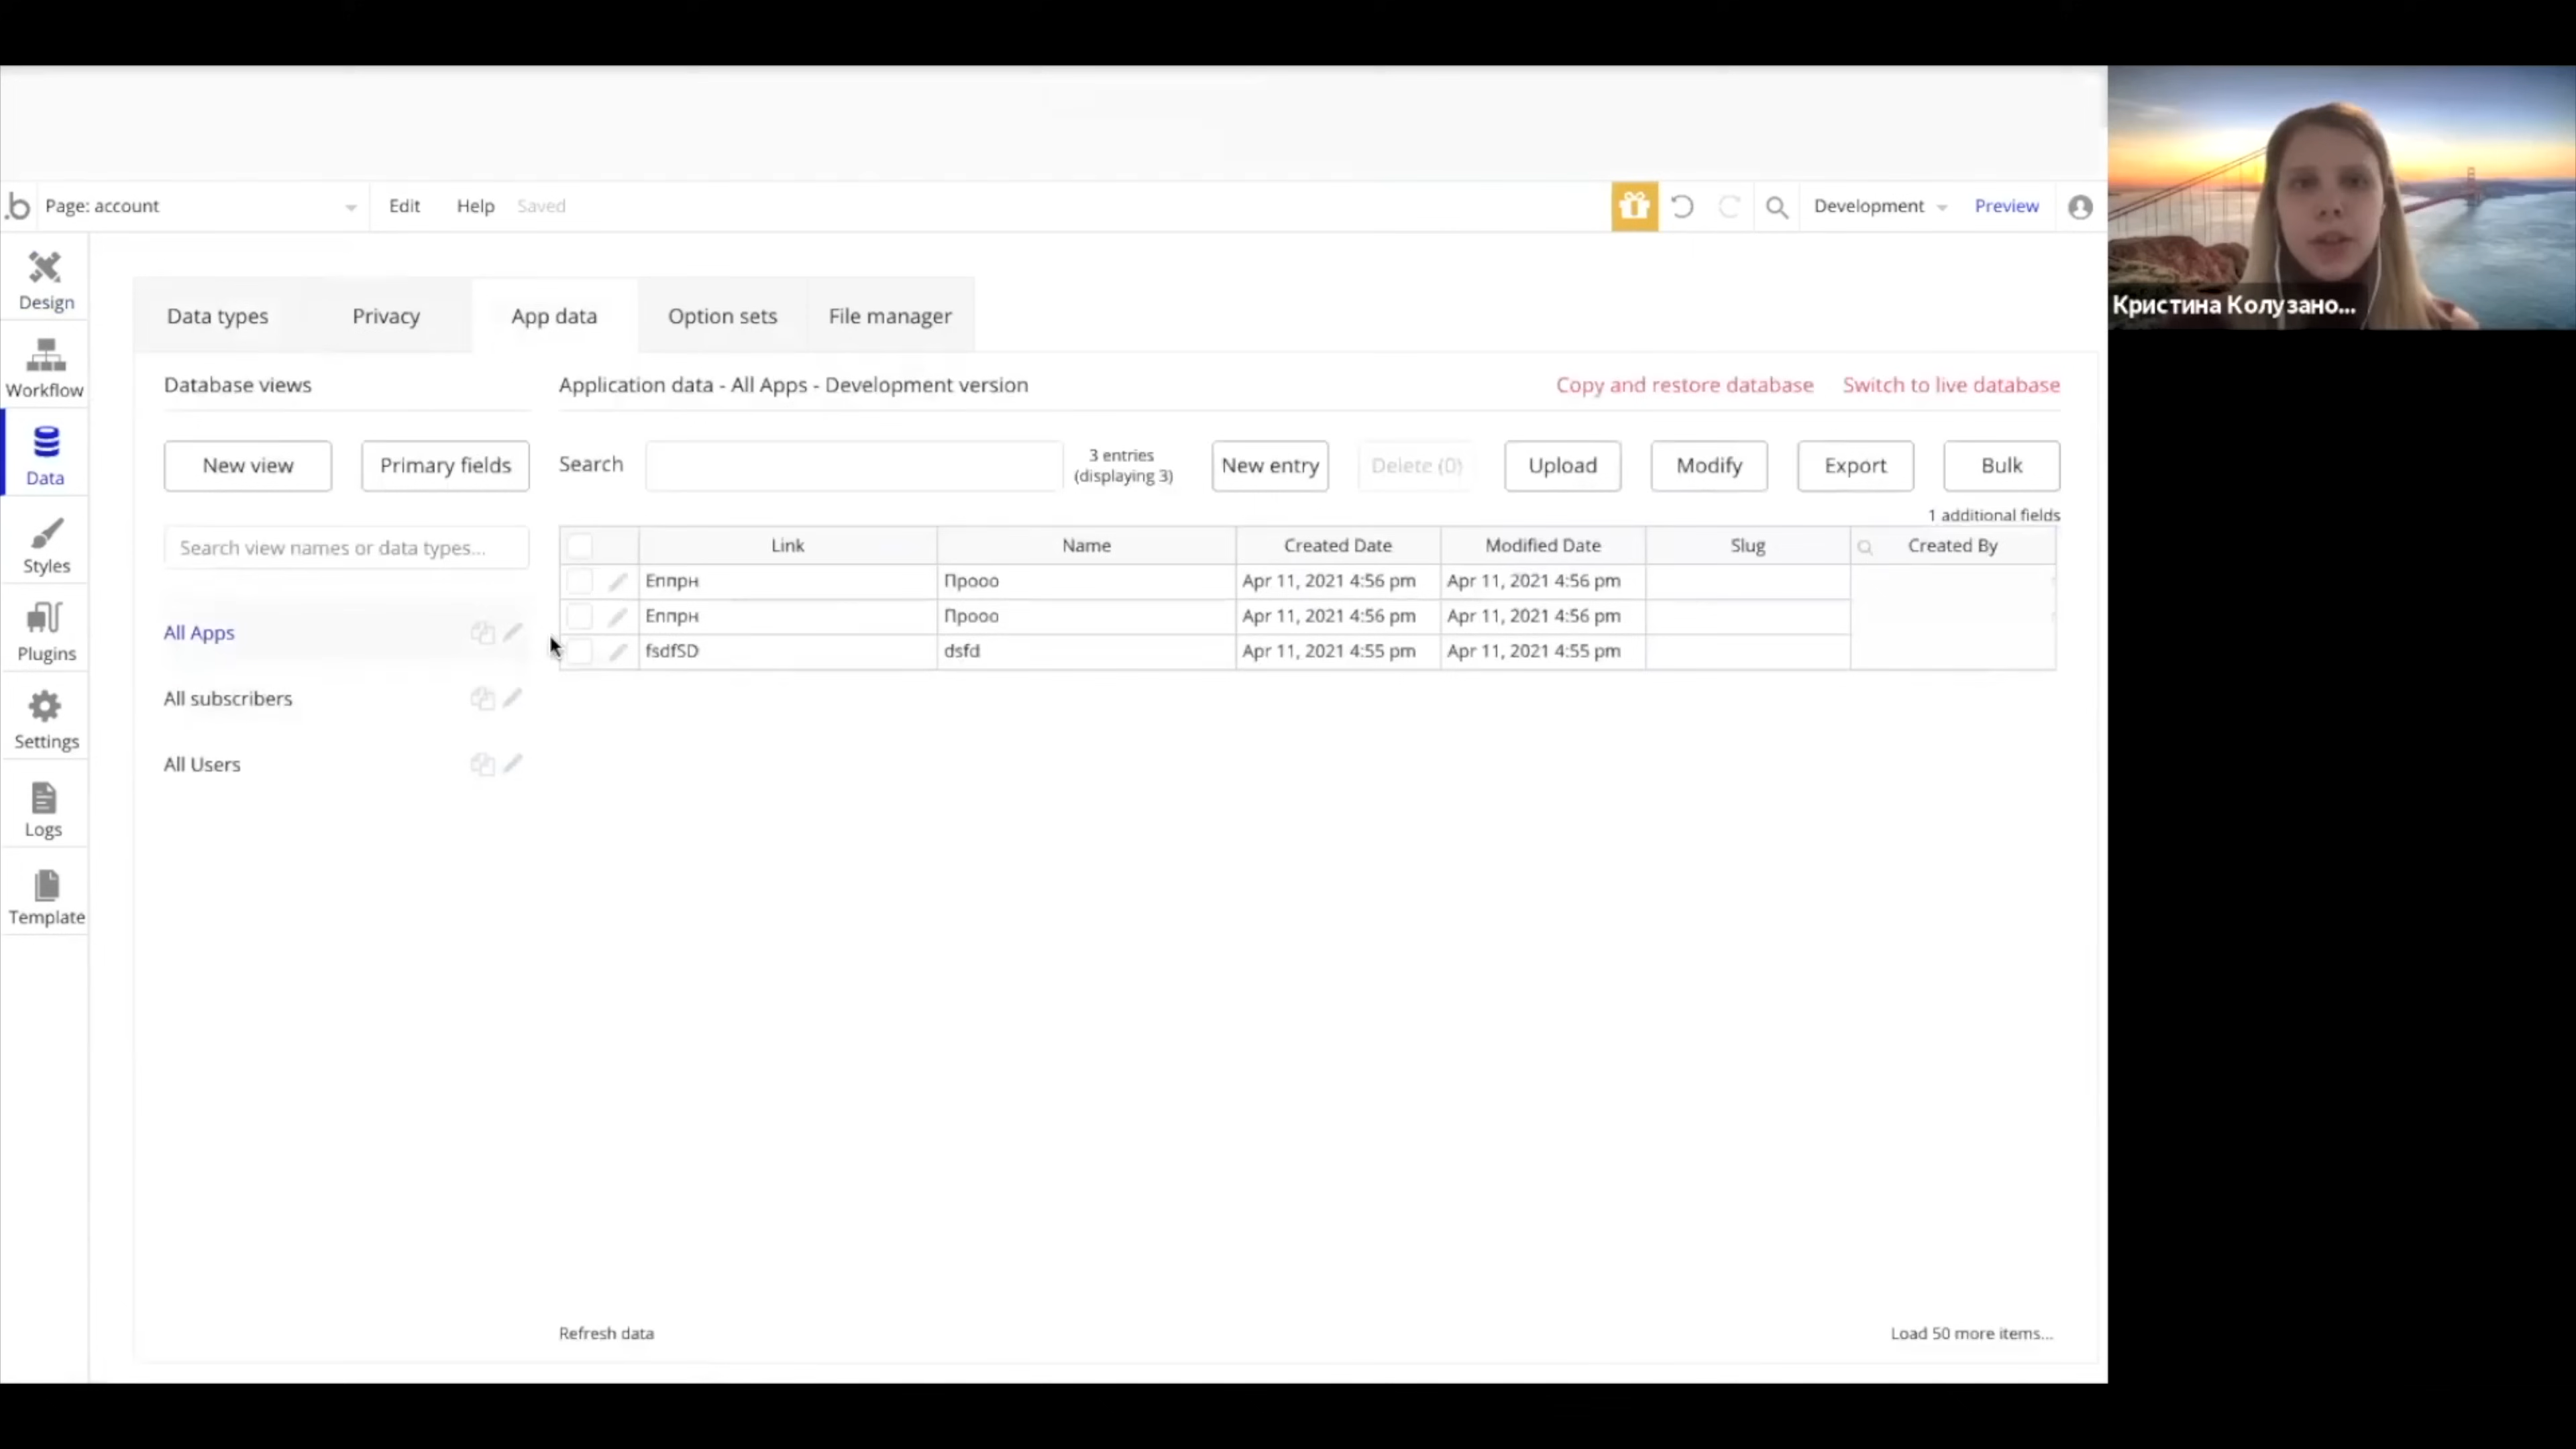 .b Page: account Edit Help Saved Development Preview
Кристина Колузано...
Design
Workflow
Data
Styles
Plugins
Settings
Logs
Template
Data types Privacy App data Option sets File manager
Database views
New view Primary fields
Search view names or data types...
All Apps
All subscribers
All Users
Application data - All Apps - Development version Copy and restore database Switch to live database
Search 3 entries (displaying 3) New entry Delete (0) Upload Modify Export Bulk
1 additional fields
Link Name Created Date Modified Date Slug Created By
Еппрн Прооо Apr 11, 2021 4:56 pm Apr 11, 2021 4:56 pm
Еппрн Прооо Apr 11, 2021 4:56 pm Apr 11, 2021 4:56 pm
fsdfSD dsfd Apr 11, 2021 4:55 pm Apr 11, 2021 4:55 pm
Refresh data Load 50 more items...